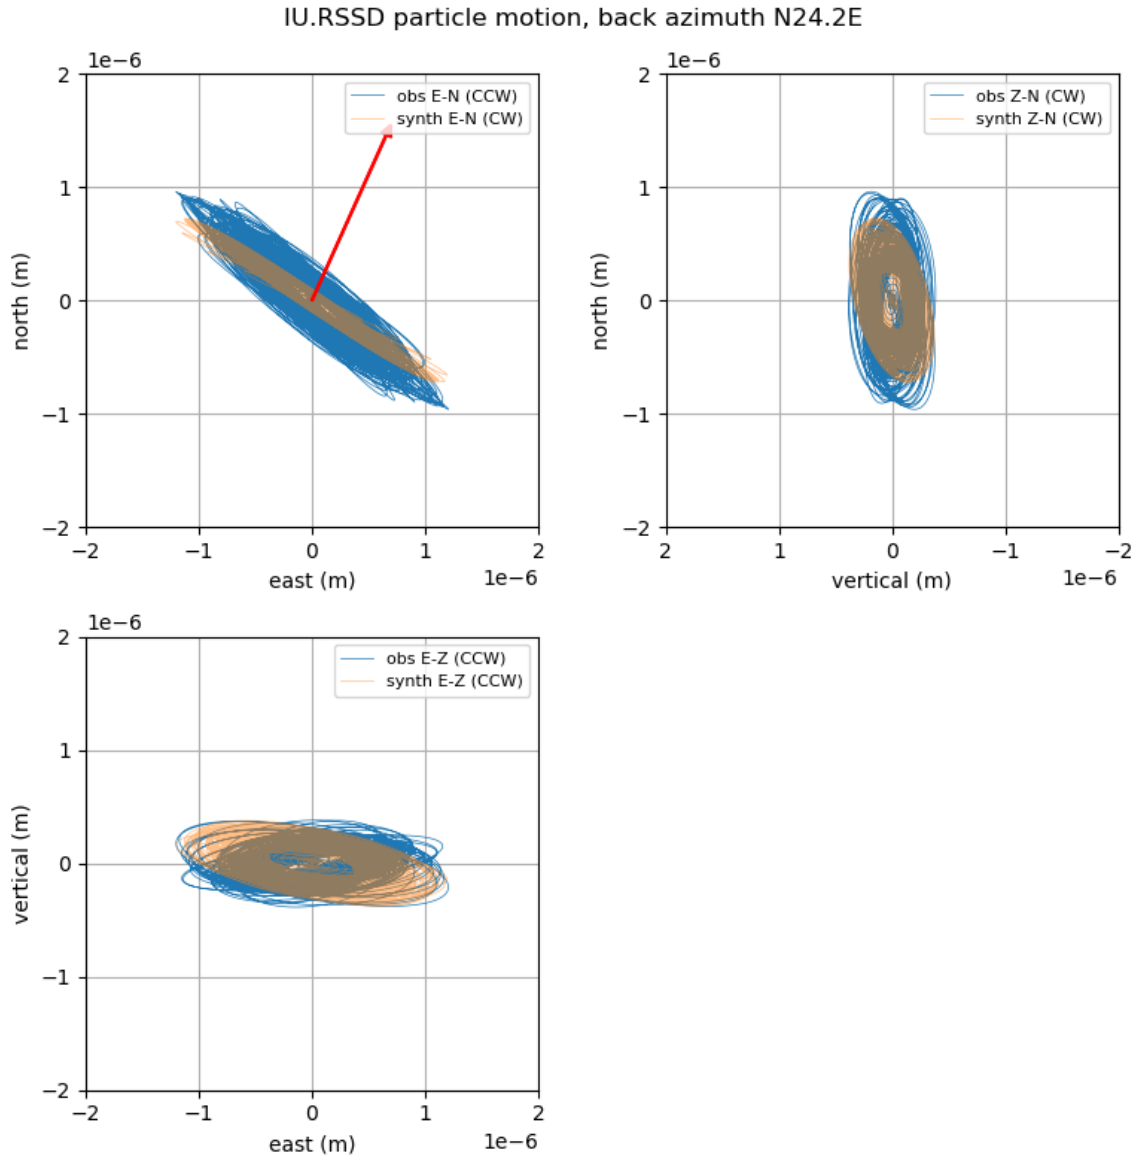 IU.RSSD particle motion, back azimuth N24.2E
1e−6
obs E-N (CCW)
synth E-N (CW)
2
1
0
−1
−2
north (m)
−2 −1 0 1 2
1e−6
east (m)
1e−6
obs Z-N (CW)
synth Z-N (CW)
2
1
0
−1
−2
north (m)
2 1 0 −1 −2
1e−6
vertical (m)
1e−6
obs E-Z (CCW)
synth E-Z (CCW)
2
1
0
−1
−2
vertical (m)
−2 −1 0 1 2
1e−6
east (m)